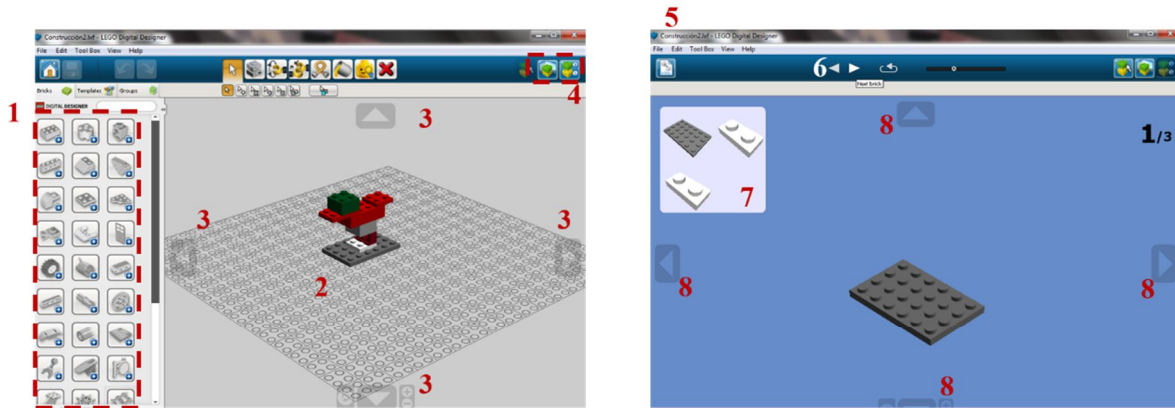 Construcción2.lxf - LEGO Digital Designer
File Edit Tool Box View Help
4
Bricks Templates Groups
DIGITAL DESIGNER
1
3
3
3
2
3
5
Construcción2.lxf - LEGO Digital Designer
File Edit Tool Box View Help
6
Next brick
8
1/3
7
8
8
8